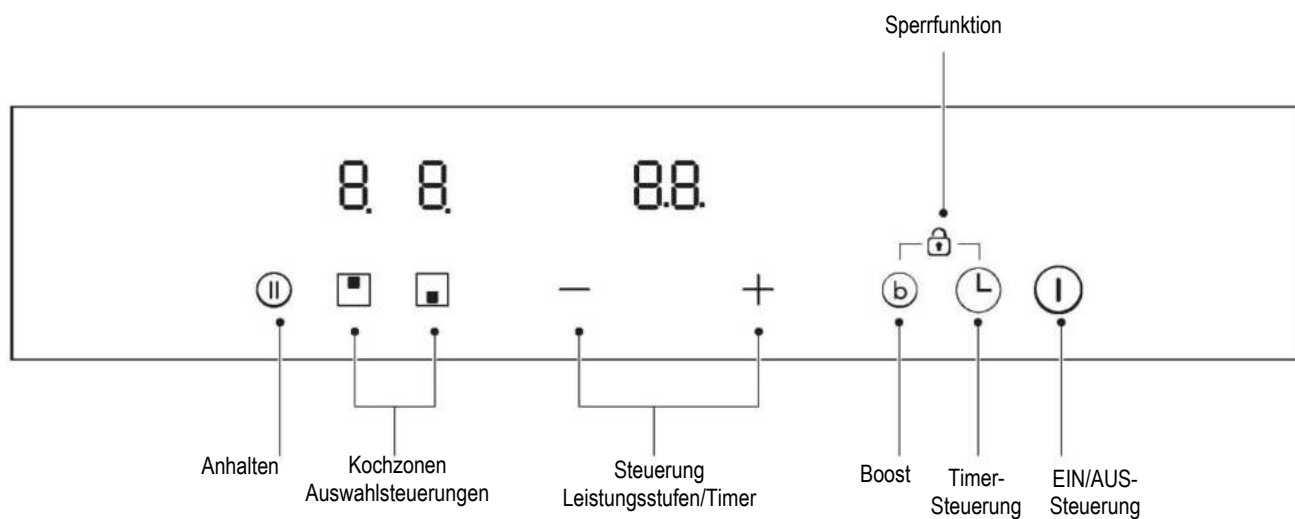 Sperrfunktion
8. 8. 8.8.
b
Anhalten
Kochzonen
Auswahlsteuerungen
Steuerung
Leistungsstufen/Timer
Boost
Timer-
Steuerung
EIN/AUS-
Steuerung